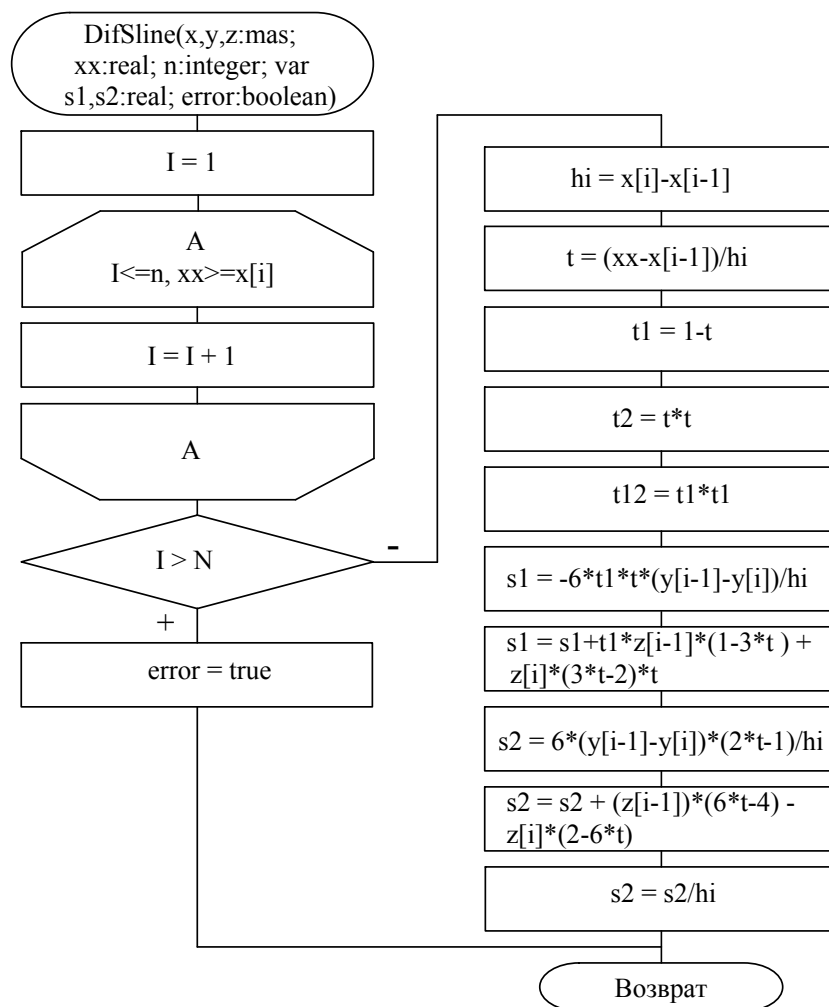 DifSline(x,y,z:mas;
xx:real; n:integer; var
s1,s2:real; error:boolean)
I = 1
A
I<=n, xx>=x[i]
I = I + 1
A
I > N
-
+
error = true
hi = x[i]-x[i-1]
t = (xx-x[i-1])/hi
t1 = 1-t
t2 = t*t
t12 = t1*t1
s1 = -6*t1*t*(y[i-1]-y[i])/hi
s1 = s1+t1*z[i-1]*(1-3*t ) +
z[i]*(3*t-2)*t
s2 = 6*(y[i-1]-y[i])*(2*t-1)/hi
s2 = s2 + (z[i-1])*(6*t-4) -
z[i]*(2-6*t)
s2 = s2/hi
Возврат